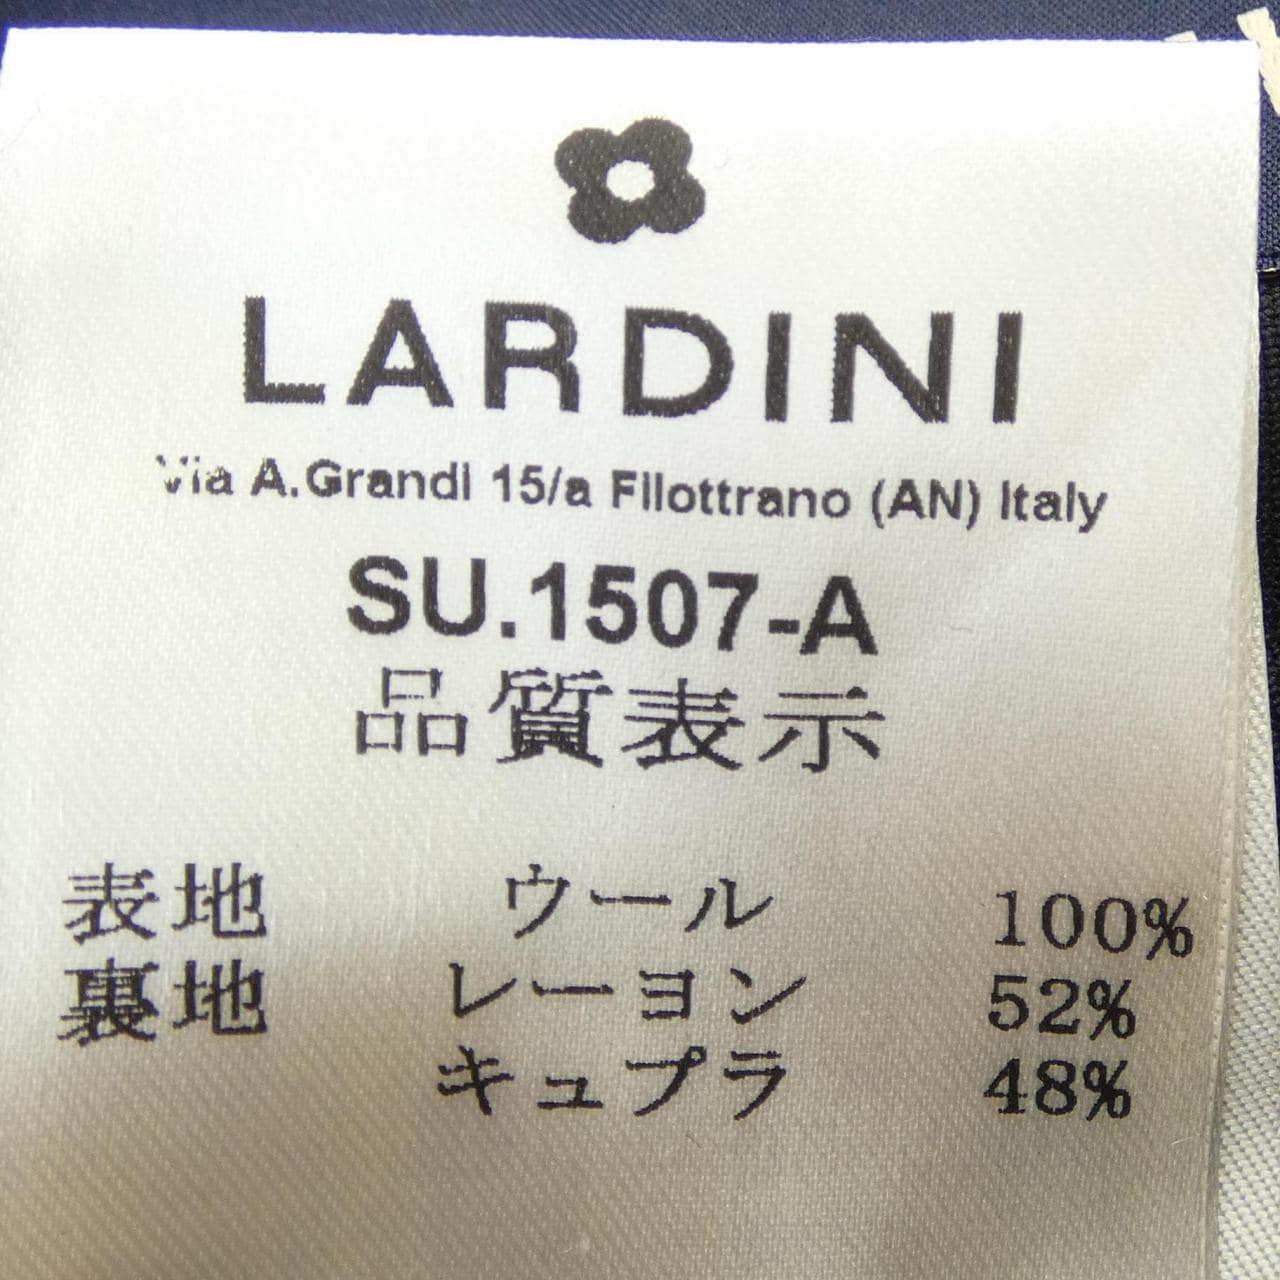 LARDINI
Via A.Grandi 15/a Filottrano (AN) Italy
SU.1507-A
品質表示
表地 ウール 100%
裏地 レーヨン 52%
キュプラ 48%